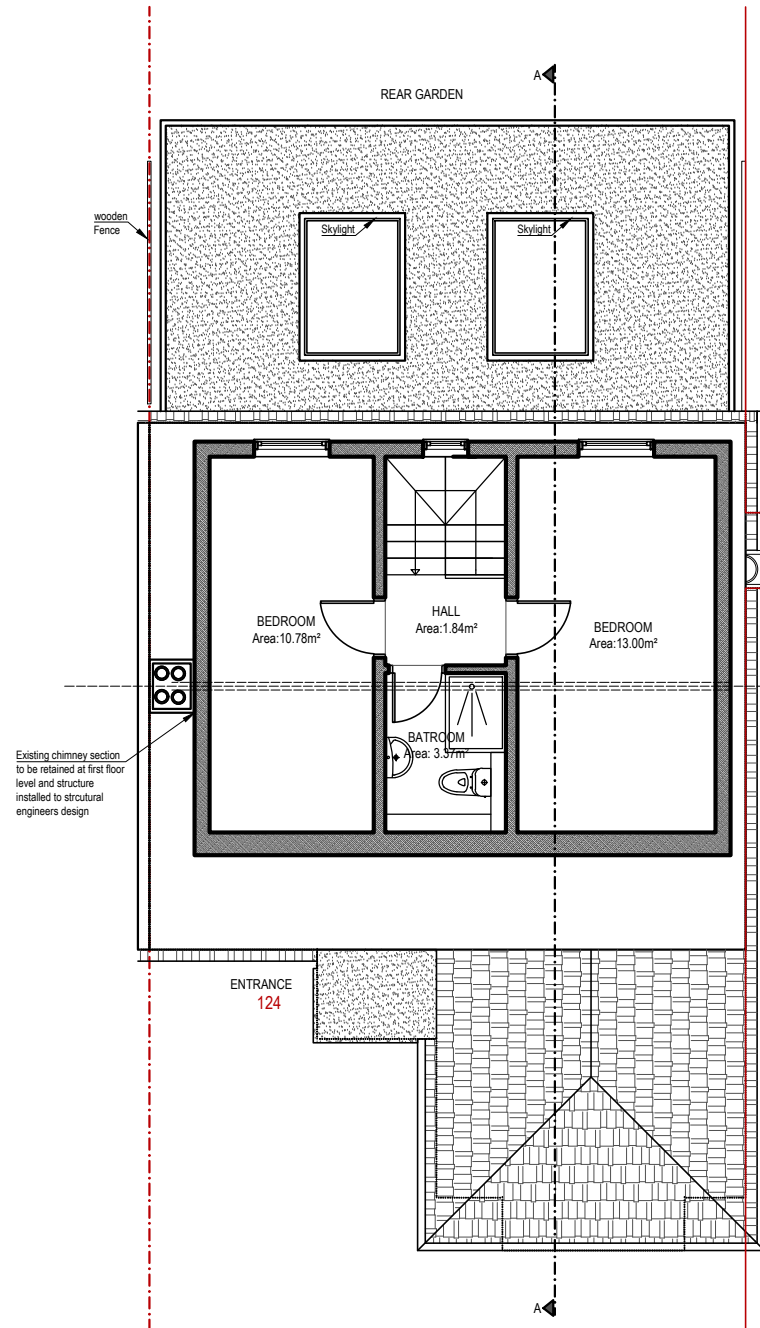 A
REAR GARDEN
wooden
Fence
Skylight
Skylight
BEDROOM
Area:10.78m²
HALL
Area:1.84m²
BEDROOM
Area:13.00m²
BATROOM
Area: 3.37m²
Existing chimney section
to be retained at first floor
level and structure
installed to strcutural
engineers design
ENTRANCE
124
A